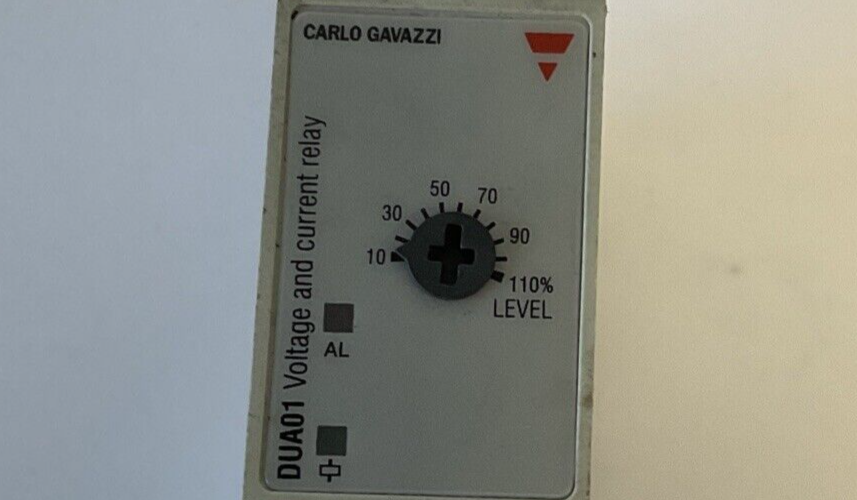 CARLO GAVAZZI
DUA01 Voltage and current relay
10
30
50
70
90
110%
LEVEL
AL